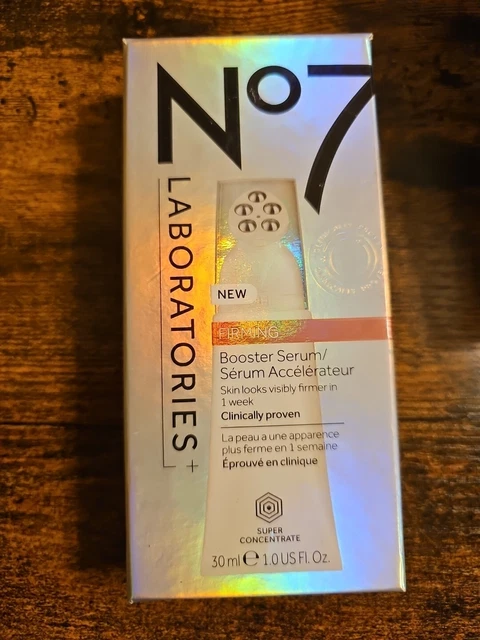 No7
LABORATORIES
NEW
FIRMING
Booster Serum/
Sérum Accélérateur
Skin looks visibly firmer in
1 week
Clinically proven
La peau a une apparence
plus ferme en 1 semaine
Éprouvé en clinique
SUPER
CONCENTRATE
30 ml ℮ 1.0 US Fl. Oz.